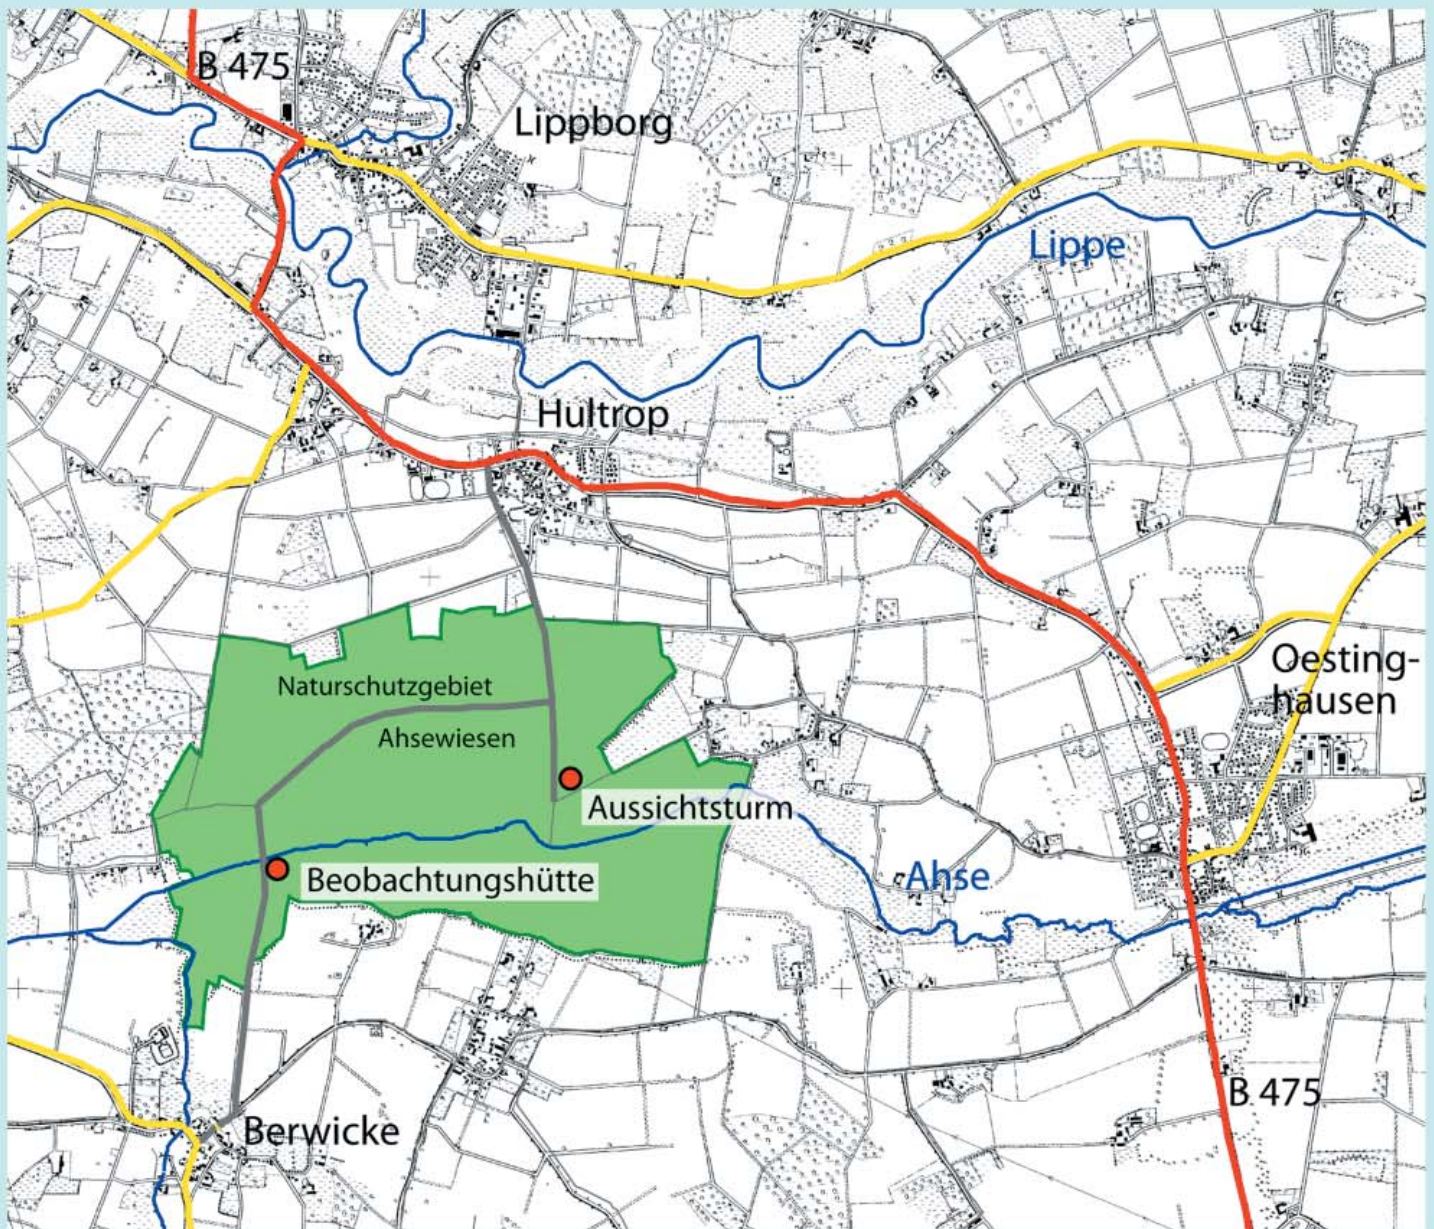 B 475
Lippborg
Lippe
Hultrop
Oesting-
hausen
Naturschutzgebiet
Ahsewiesen
Aussichtsturm
Beobachtungshütte
Ahse
B 475
Berwicke